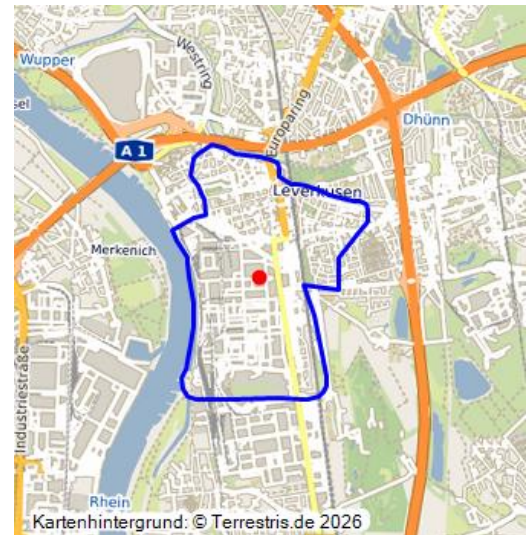 Wupper
Westring
Europaring
Dhünn
A 1
Leverkusen
Merkenich
Industriestraße
Rhein
Kartenhintergrund: © Terrestris.de 2026